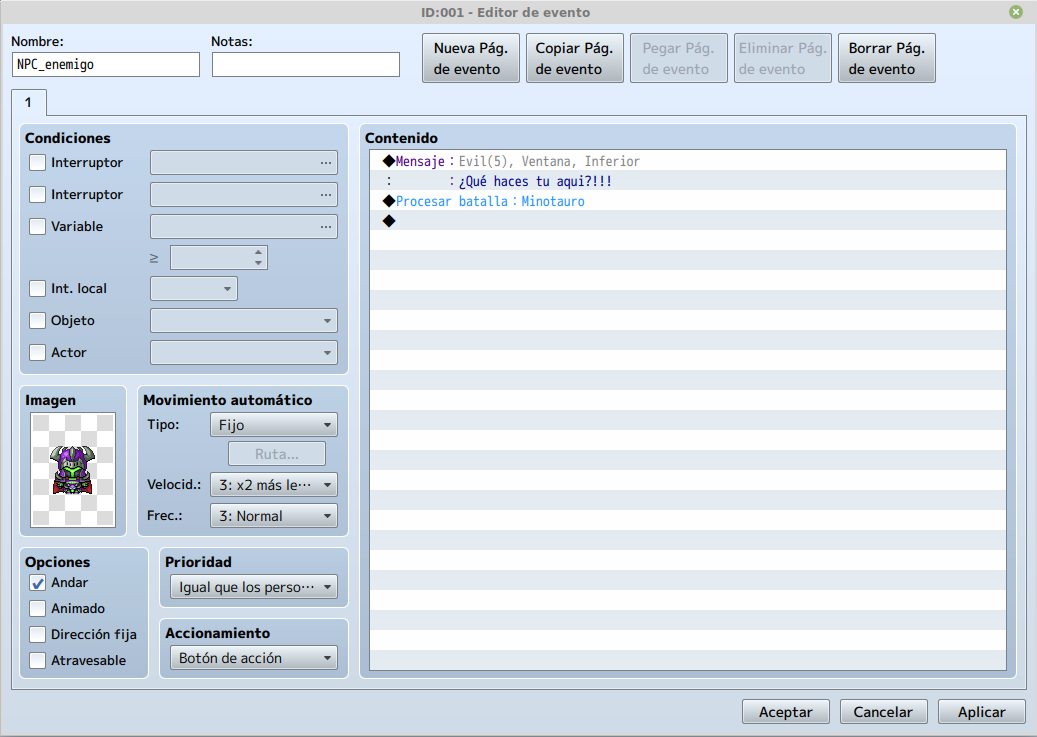 ID:001 - Editor de evento
Nombre:
Notas:
NPC_enemigo
Nueva Pág.
de evento
Copiar Pág.
de evento
Pegar Pág.
de evento
Eliminar Pág.
de evento
Borrar Pág.
de evento
1
Condiciones
Interruptor ...
Interruptor ...
Variable ...
≥
Int. local
Objeto
Actor
Imagen
Movimiento automático
Tipo: Fijo
Ruta...
Velocid.: 3: x2 más le···
Frec.: 3: Normal
Opciones
Andar
Animado
Dirección fija
Atravesable
Prioridad
Igual que los perso···
Accionamiento
Botón de acción
Contenido
◆Mensaje : Evil(5), Ventana, Inferior
: : ¿Qué haces tu aqui?!!!
◆Procesar batalla : Minotauro
◆
Aceptar
Cancelar
Aplicar